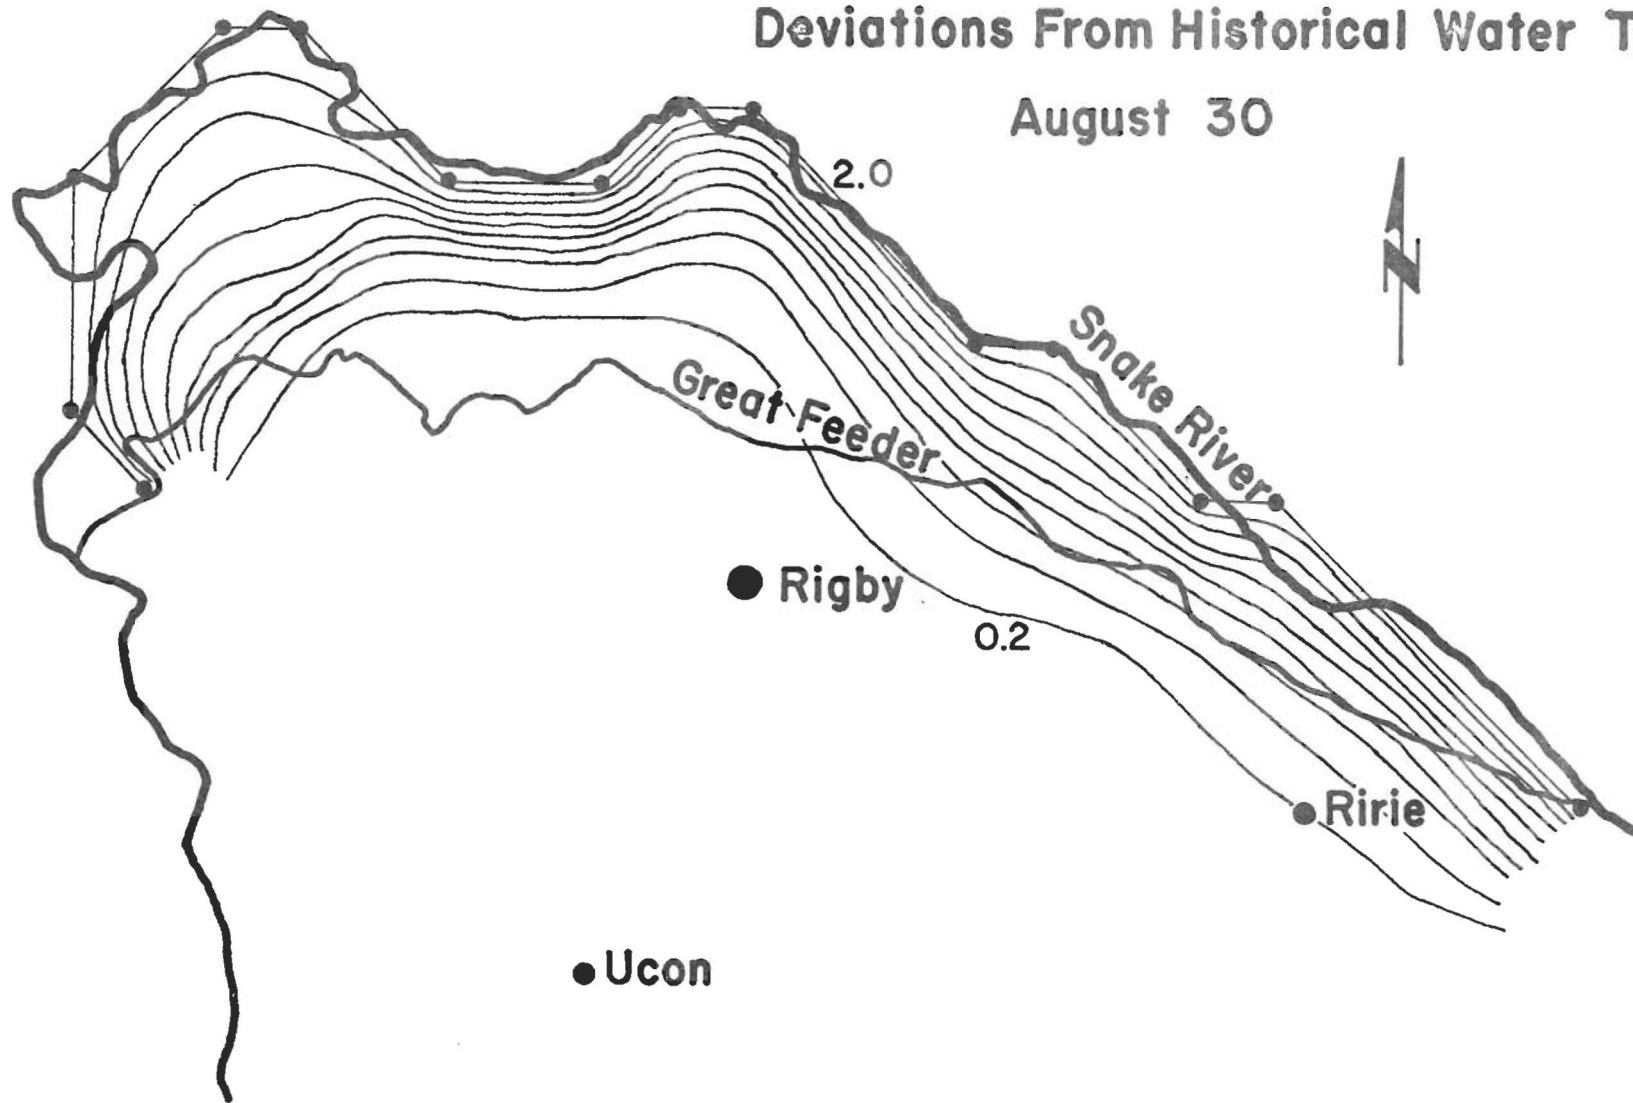 Deviations From Historical Water T
August 30
N
2.0
Snake River
Great Feeder
Rigby
0.2
Ririe
Ucon